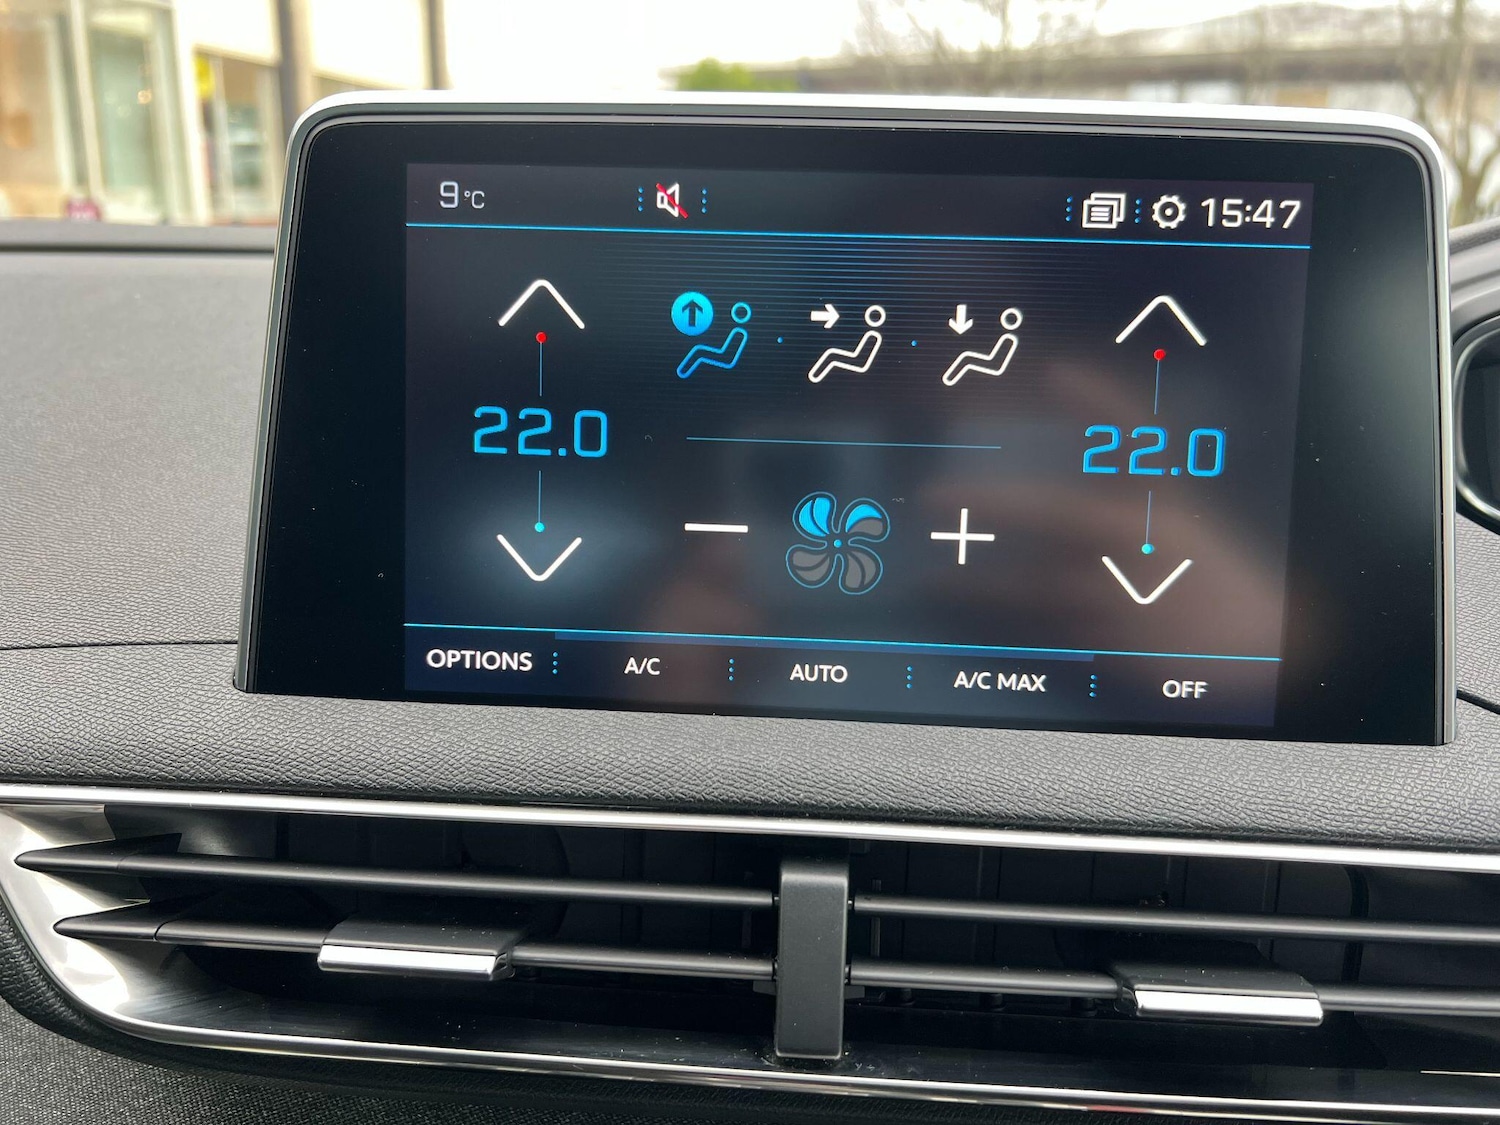 9°C
15:47
22.0
22.0
OPTIONS
A/C
AUTO
A/C MAX
OFF